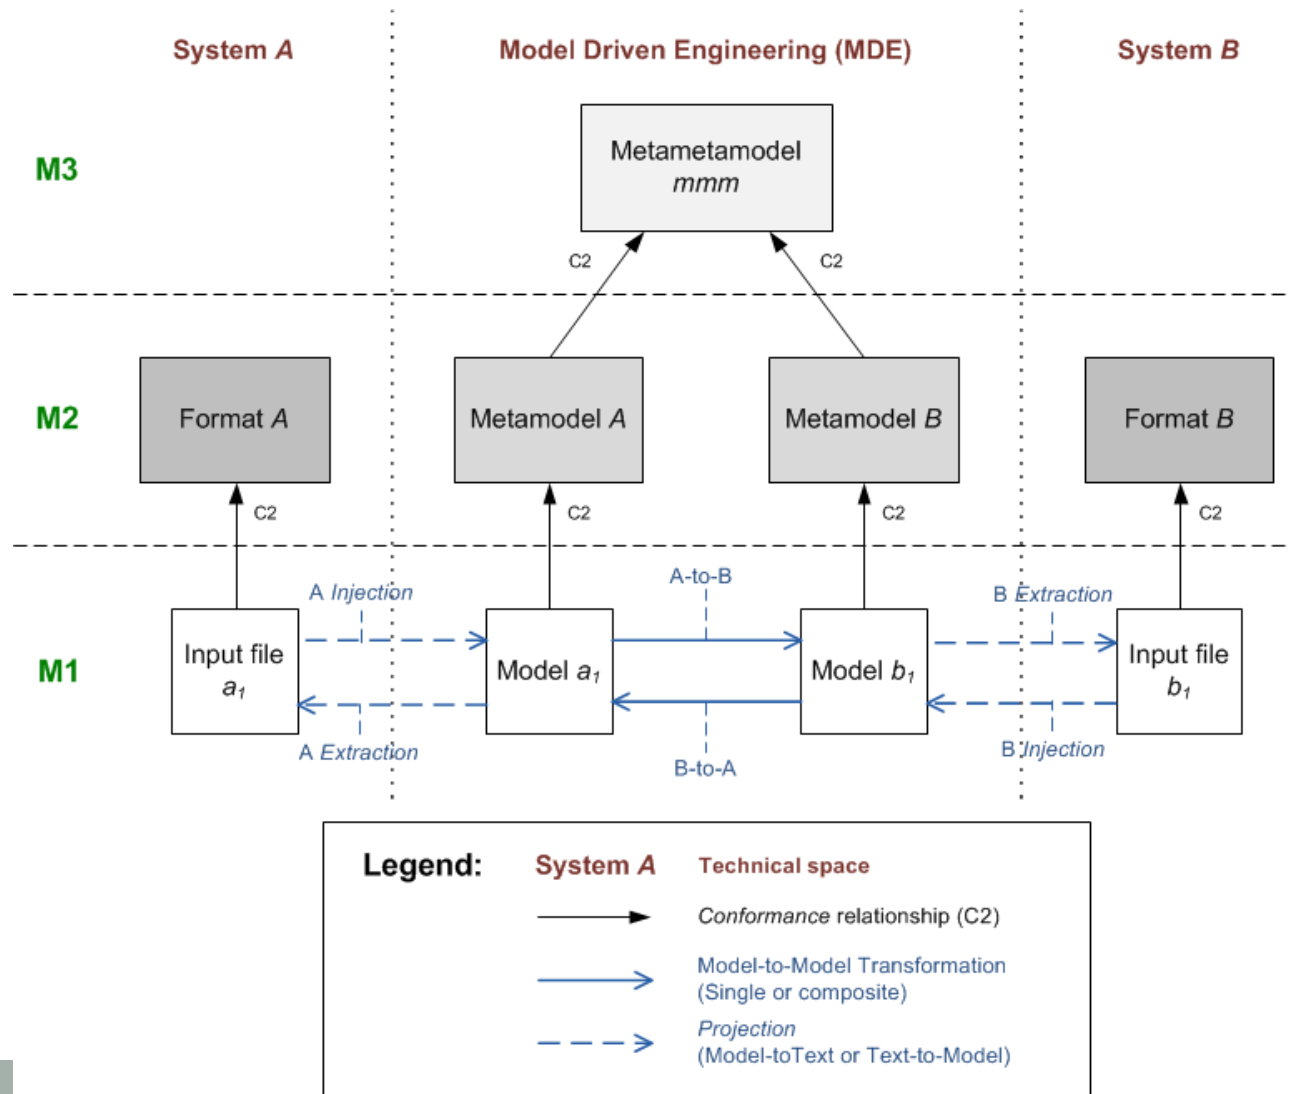 System A
Model Driven Engineering (MDE)
System B
M3
Metametamodel
mmm
C2
C2
M2
Format A
Metamodel A
Metamodel B
Format B
C2
C2
C2
C2
M1
A Injection
A-to-B
B Extraction
Input file
a₁
Model a₁
Model b₁
Input file
b₁
A Extraction
B-to-A
B Injection
Legend:
System A
Technical space
Conformance relationship (C2)
Model-to-Model Transformation
(Single or composite)
Projection
(Model-toText or Text-to-Model)